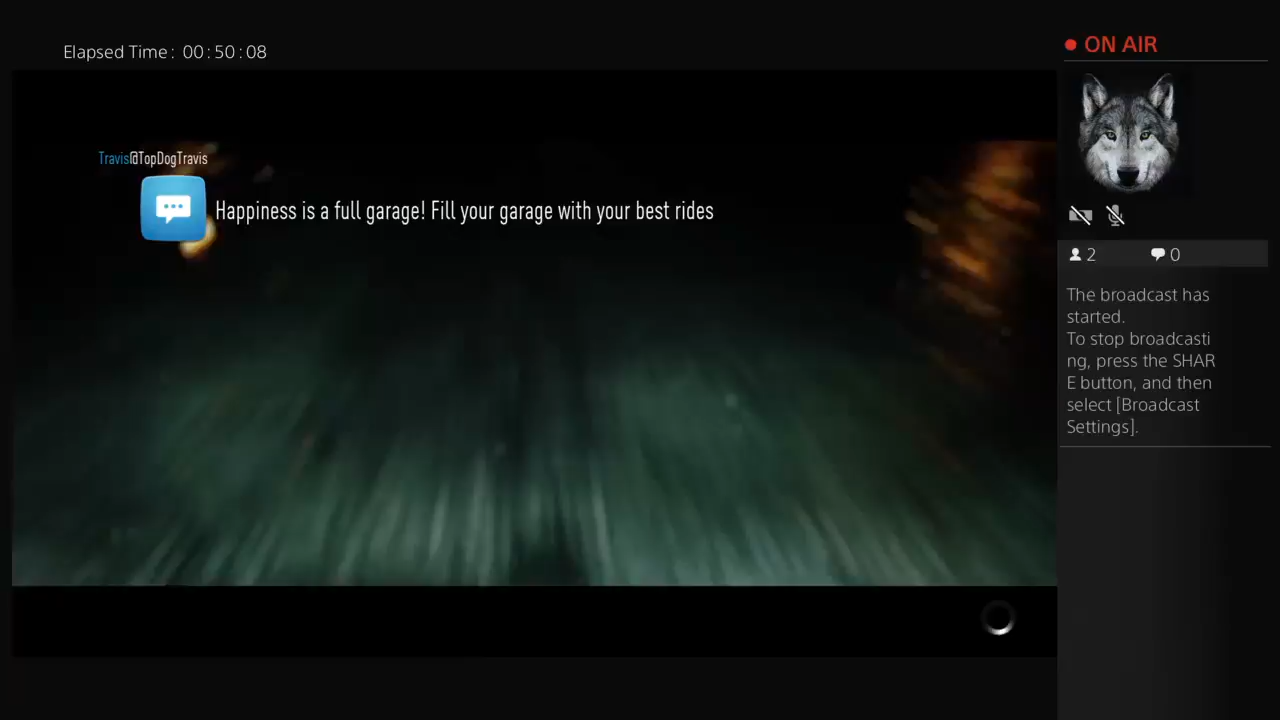 Elapsed Time: 00:50:08
ON AIR
Travis@TopDogTravis
Happiness is a full garage! Fill your garage with your best rides
2
0
The broadcast has
started.
To stop broadcasti
ng, press the SHAR
E button, and then
select [Broadcast
Settings].